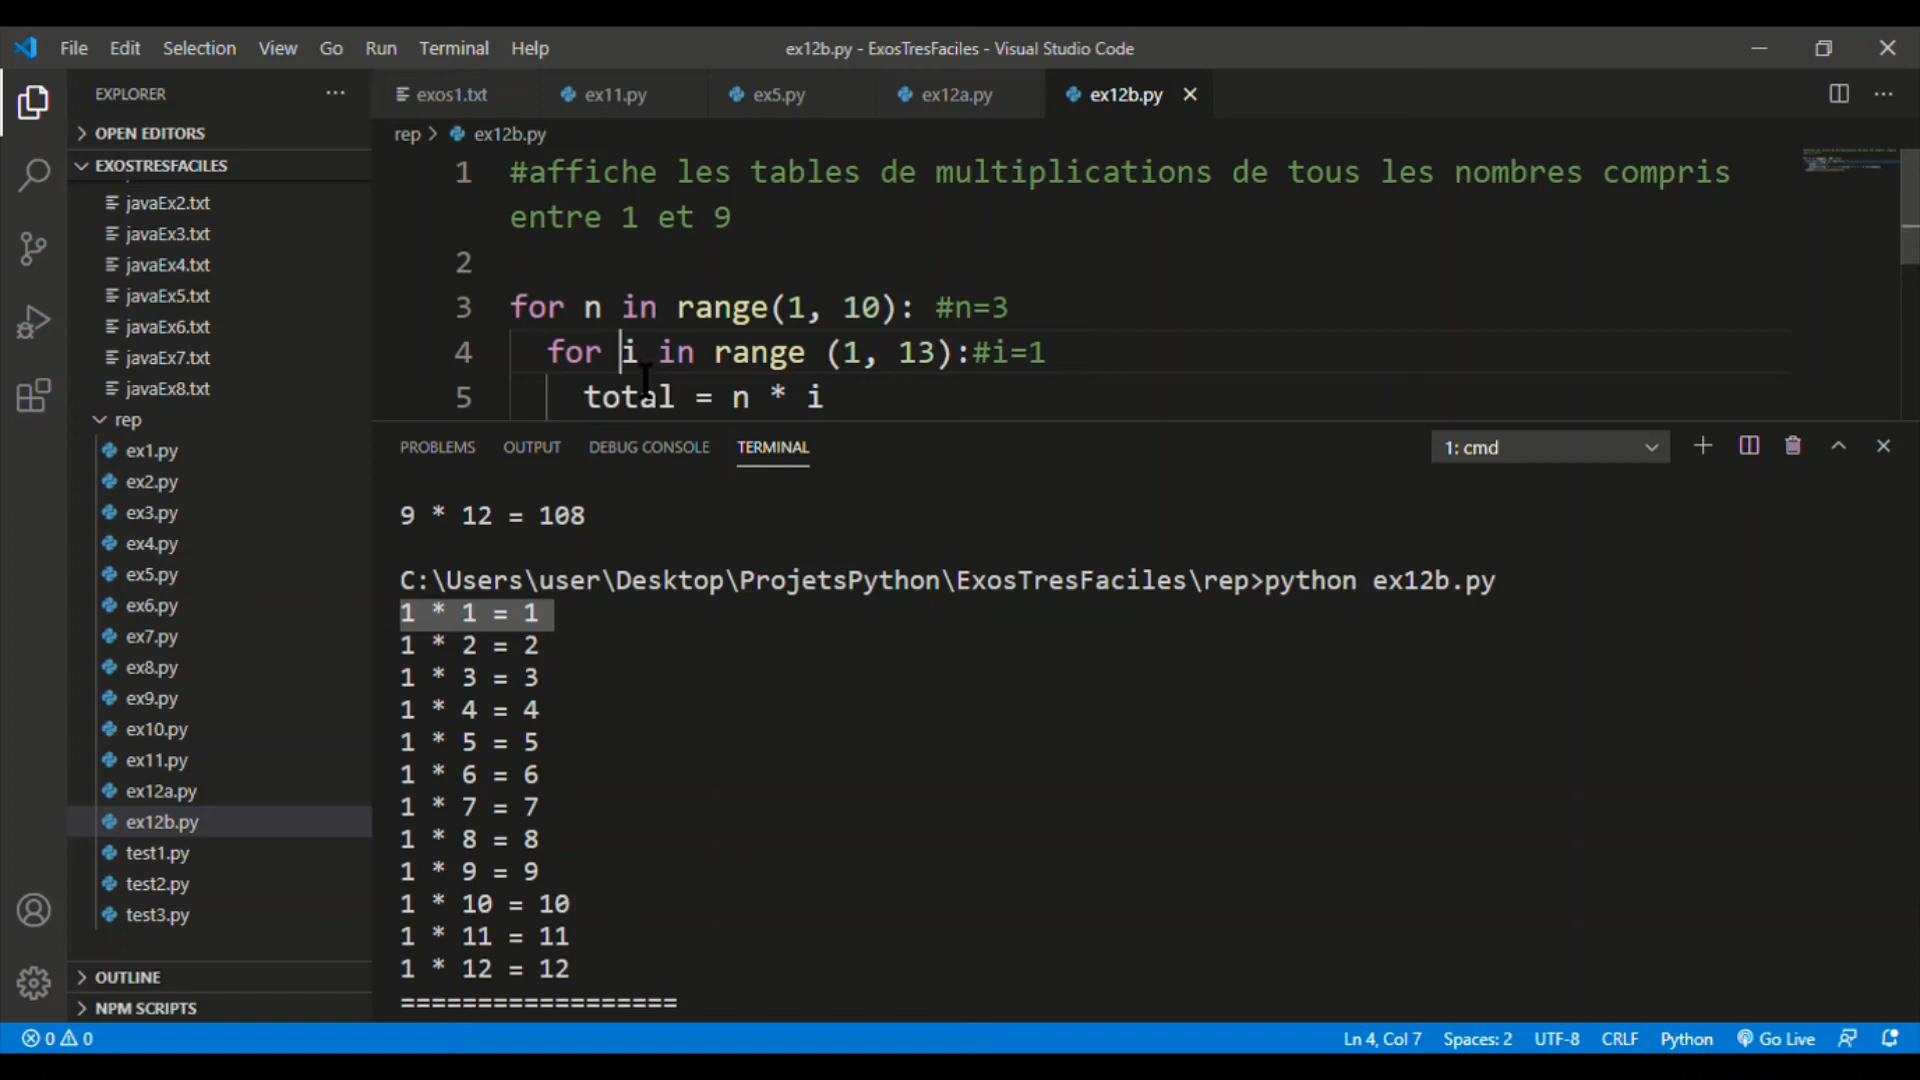 File Edit Selection View Go Run Terminal Help
ex12b.py - ExosTresFaciles - Visual Studio Code
EXPLORER
OPEN EDITORS
EXOSTRESFACILES
javaEx2.txt
javaEx3.txt
javaEx4.txt
javaEx5.txt
javaEx6.txt
javaEx7.txt
javaEx8.txt
rep
ex1.py
ex2.py
ex3.py
ex4.py
ex5.py
ex6.py
ex7.py
ex8.py
ex9.py
ex10.py
ex11.py
ex12a.py
ex12b.py
test1.py
test2.py
test3.py
OUTLINE
NPM SCRIPTS
exos1.txt ex11.py ex5.py ex12a.py ex12b.py
rep > ex12b.py
1 #affiche les tables de multiplications de tous les nombres compris
entre 1 et 9
2
3 for n in range(1, 10): #n=3
4 for i in range (1, 13):#i=1
5 total = n * i
PROBLEMS OUTPUT DEBUG CONSOLE TERMINAL
1: cmd
9 * 12 = 108
C:\Users\user\Desktop\ProjetsPython\ExosTresFaciles\rep>python ex12b.py
1 * 1 = 1
1 * 2 = 2
1 * 3 = 3
1 * 4 = 4
1 * 5 = 5
1 * 6 = 6
1 * 7 = 7
1 * 8 = 8
1 * 9 = 9
1 * 10 = 10
1 * 11 = 11
1 * 12 = 12
==================
0 0
Ln 4, Col 7 Spaces: 2 UTF-8 CRLF Python Go Live